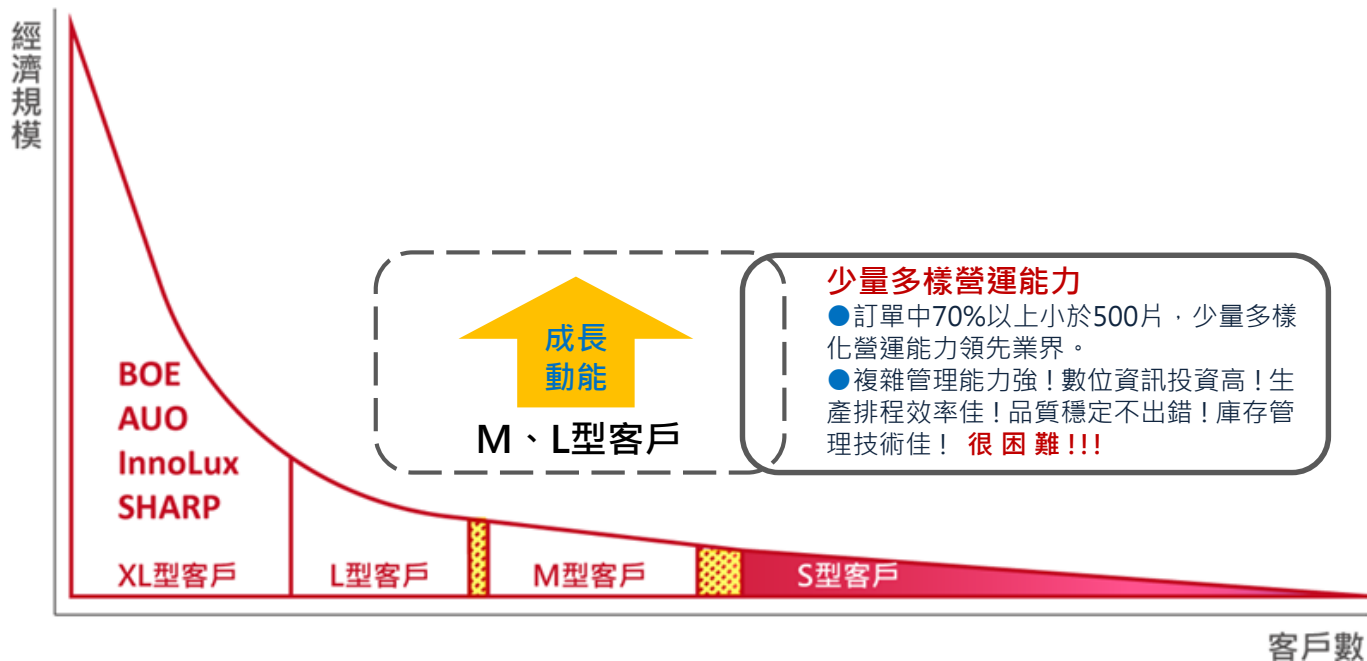 經濟規模
BOE
AUO
InnoLux
SHARP
XL型客戶
L型客戶
M型客戶
S型客戶
成長
動能
M、L型客戶
少量多樣營運能力
●訂單中70%以上小於500片，少量多樣
化營運能力領先業界。
●複雜管理能力強！數位資訊投資高！生
產排程效率佳！品質穩定不出錯！庫存管
理技術佳！ 很 困 難 !!!
客戶數